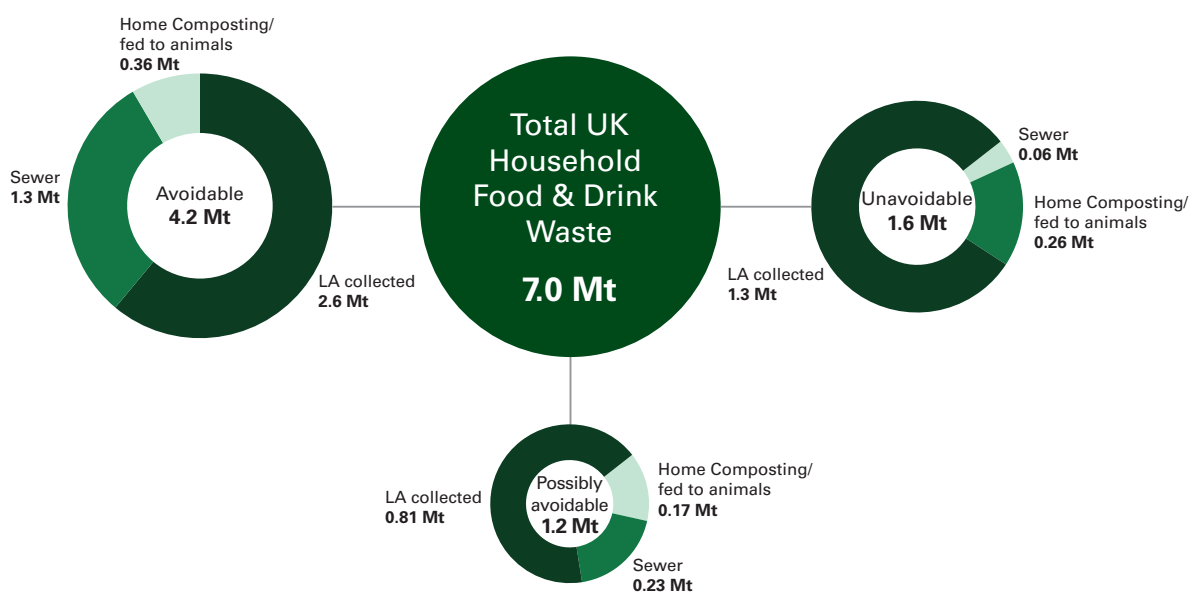 Home Composting/
fed to animals
0.36 Mt
Sewer
1.3 Mt
Avoidable
4.2 Mt
LA collected
2.6 Mt
Total UK
Household
Food & Drink
Waste
7.0 Mt
Unavoidable
1.6 Mt
Sewer
0.06 Mt
Home Composting/
fed to animals
0.26 Mt
LA collected
1.3 Mt
Possibly
avoidable
1.2 Mt
LA collected
0.81 Mt
Home Composting/
fed to animals
0.17 Mt
Sewer
0.23 Mt